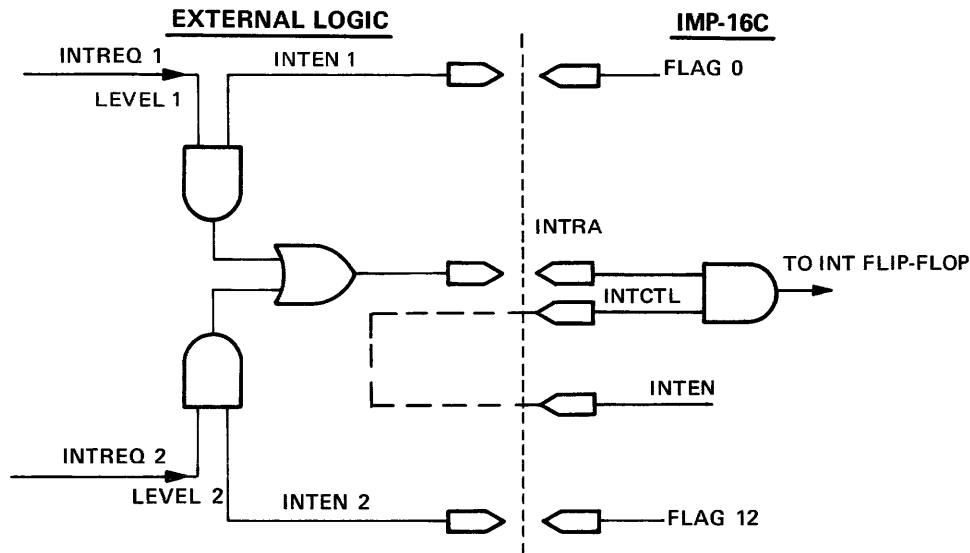 EXTERNAL LOGIC
IMP-16C
INTREQ 1
INTEN 1
FLAG 0
LEVEL 1
INTRA
TO INT FLIP-FLOP
INTCTL
INTEN
INTREQ 2
LEVEL 2
INTEN 2
FLAG 12